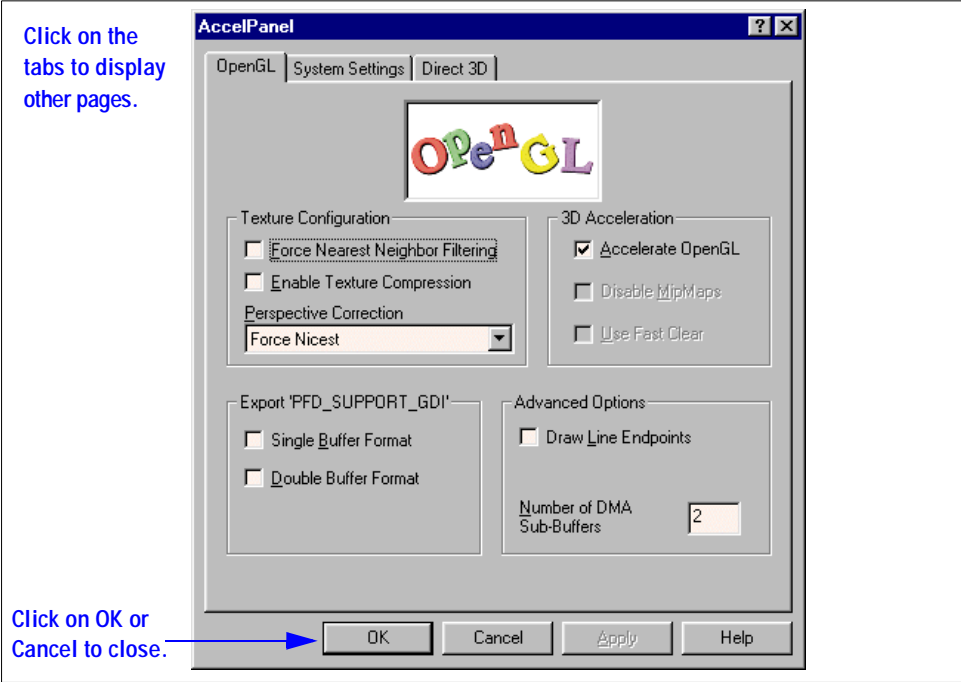 Click on the
tabs to display
other pages.
AccelPanel
OpenGL
System Settings
Direct 3D
OPenGL
Texture Configuration
Force Nearest Neighbor Filtering
Enable Texture Compression
Perspective Correction
Force Nicest
3D Acceleration
Accelerate OpenGL
Disable MipMaps
Use Fast Clear
Export 'PFD_SUPPORT_GDI'
Single Buffer Format
Double Buffer Format
Advanced Options
Draw Line Endpoints
Number of DMA
Sub-Buffers
2
Click on OK or
Cancel to close.
OK
Cancel
Apply
Help